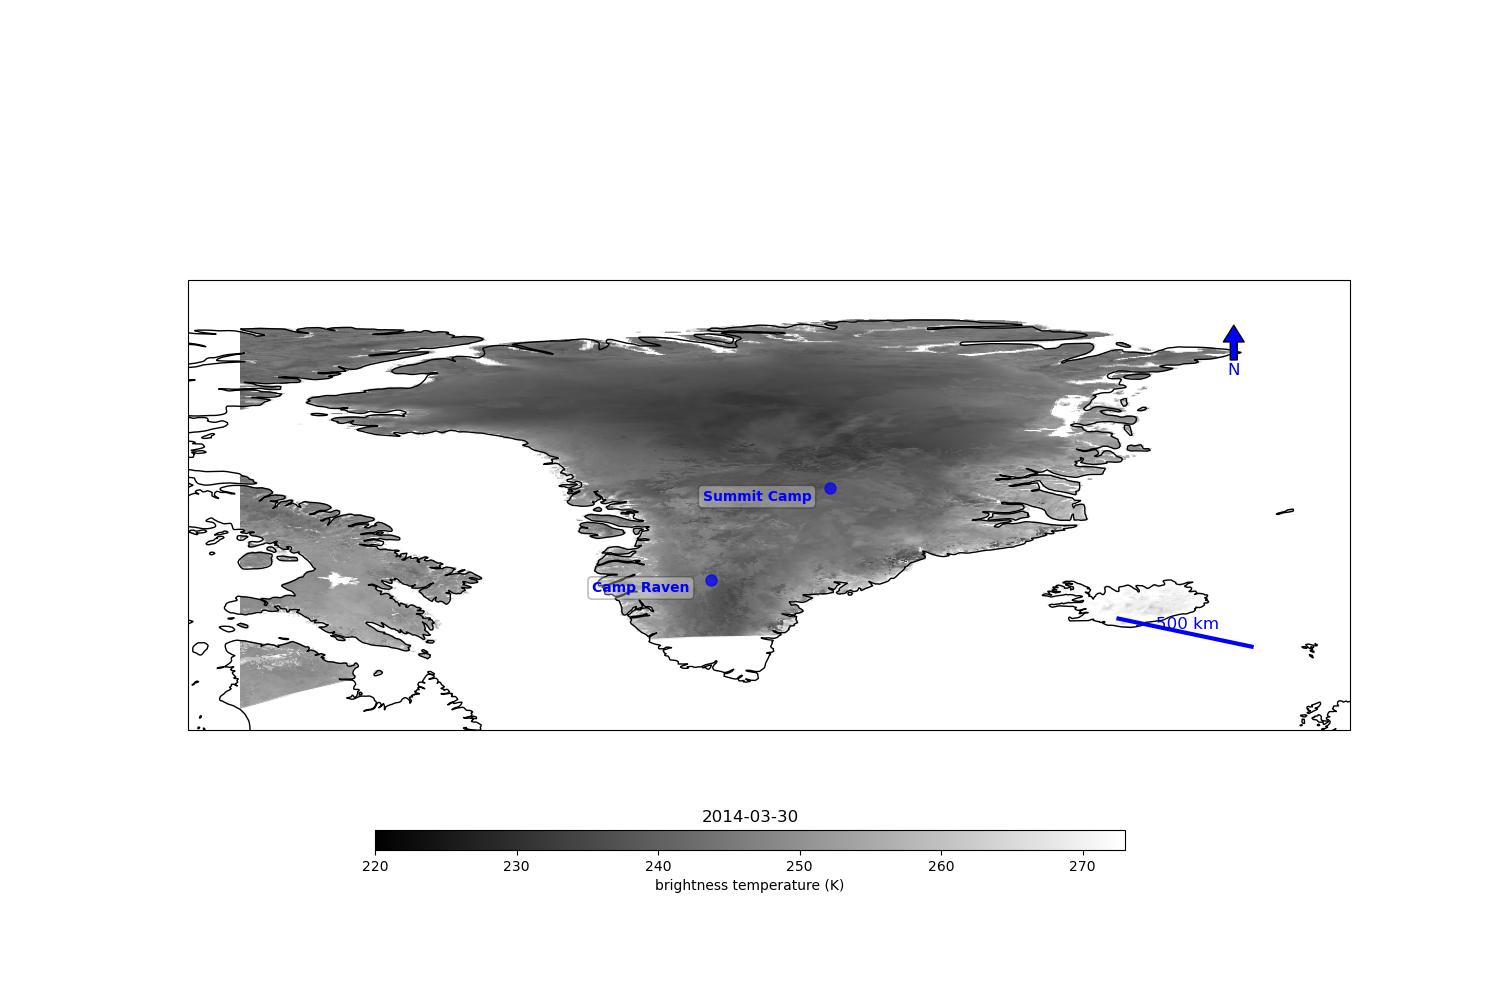 N
Summit Camp
Camp Raven
500 km
2014-03-30
220 230 240 250 260 270
brightness temperature (K)